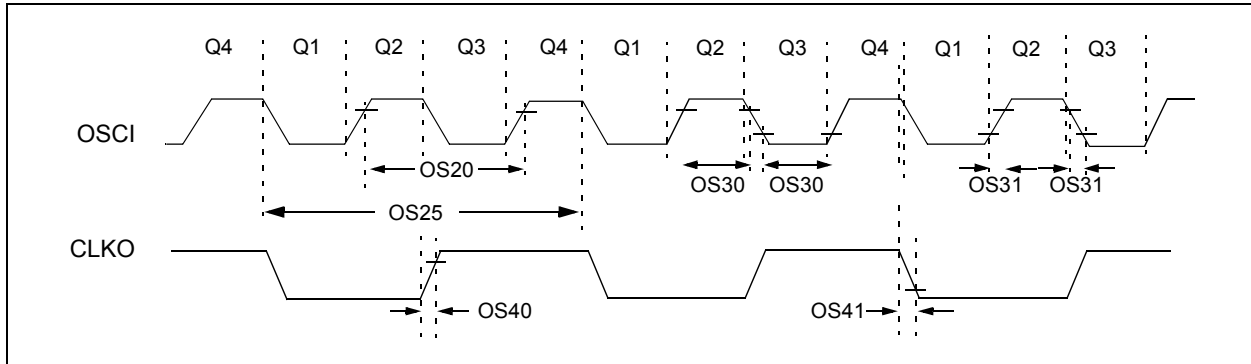 Q4 Q1 Q2 Q3 Q4 Q1 Q2 Q3 Q4 Q1 Q2 Q3
OSCI
OS20 OS30 OS30 OS31 OS31
OS25
CLKO
OS40 OS41